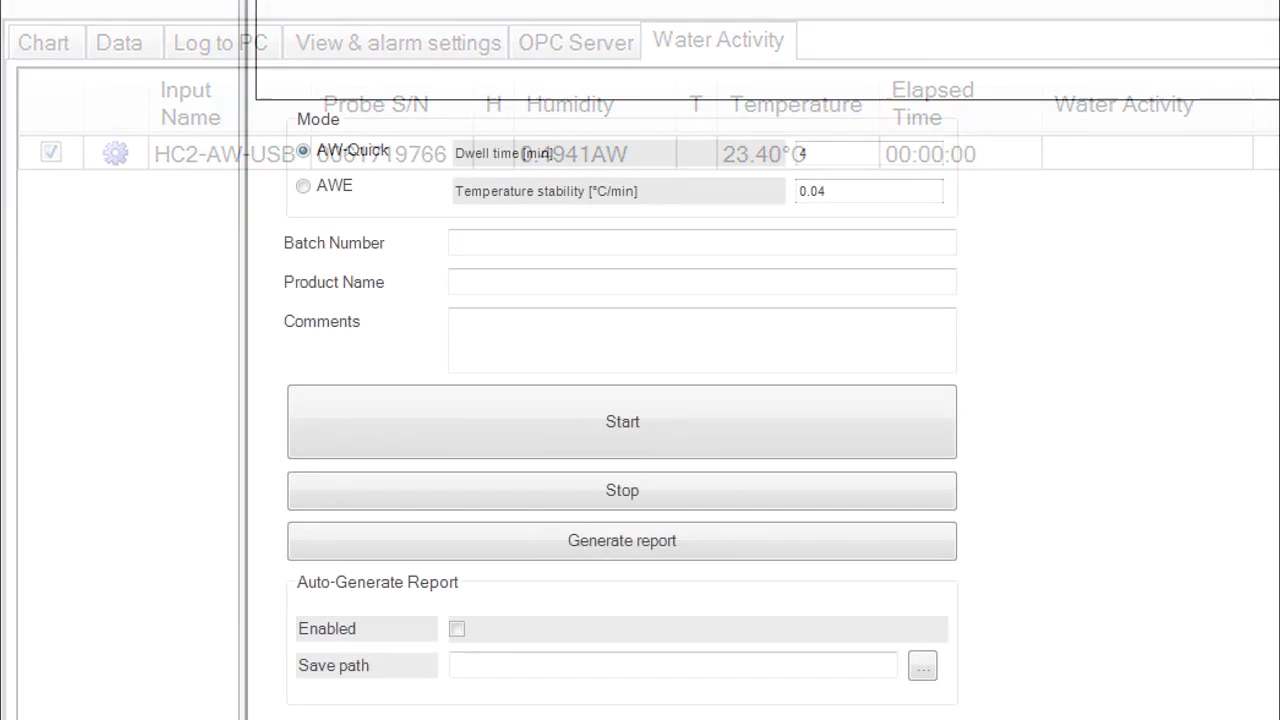 Chart Data Log to PC View & alarm settings OPC Server Water Activity
Input Name Probe S/N H Humidity T Temperature Elapsed Time Water Activity
HC2-AW-USB 23.40°C 00:00:00
Mode
AW-Quick Dwell time [min] 4
AWE Temperature stability [°C/min] 0.04
Batch Number
Product Name
Comments
Start
Stop
Generate report
Auto-Generate Report
Enabled
Save path ...